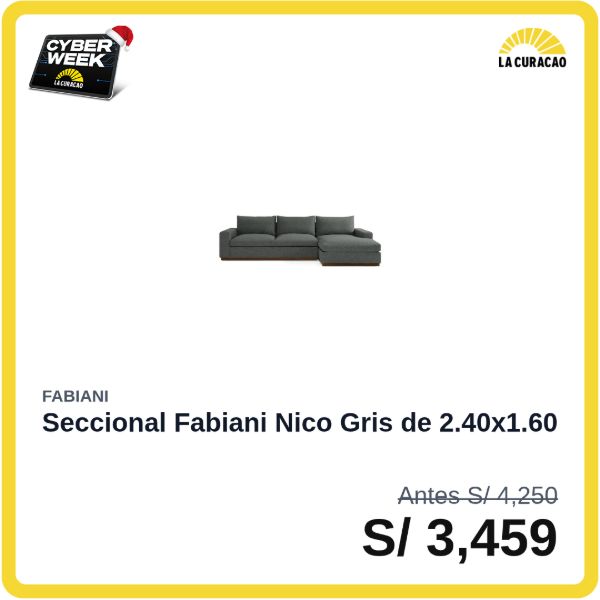 CYBER
WEEK
LA CURACAO
LA CURACAO
FABIANI
Seccional Fabiani Nico Gris de 2.40x1.60
Antes S/ 4,250
S/ 3,459